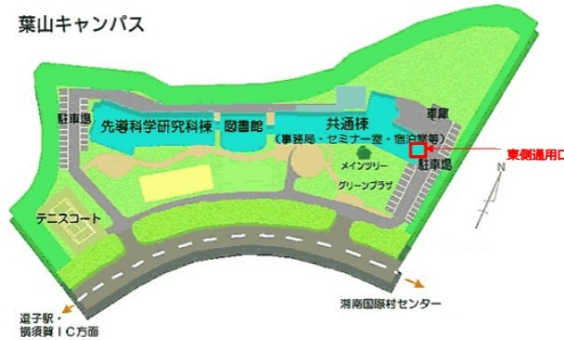 葉山キャンパス
駐車場
先導科学研究科棟
図書館
共通棟
(事務局・セミナー室・宿泊室等)
車庫
東側通用口
メインツリー
駐車場
グリーンプラザ
N
テニスコート
湘南国際村センター
逗子駅・
横須賀IC方面